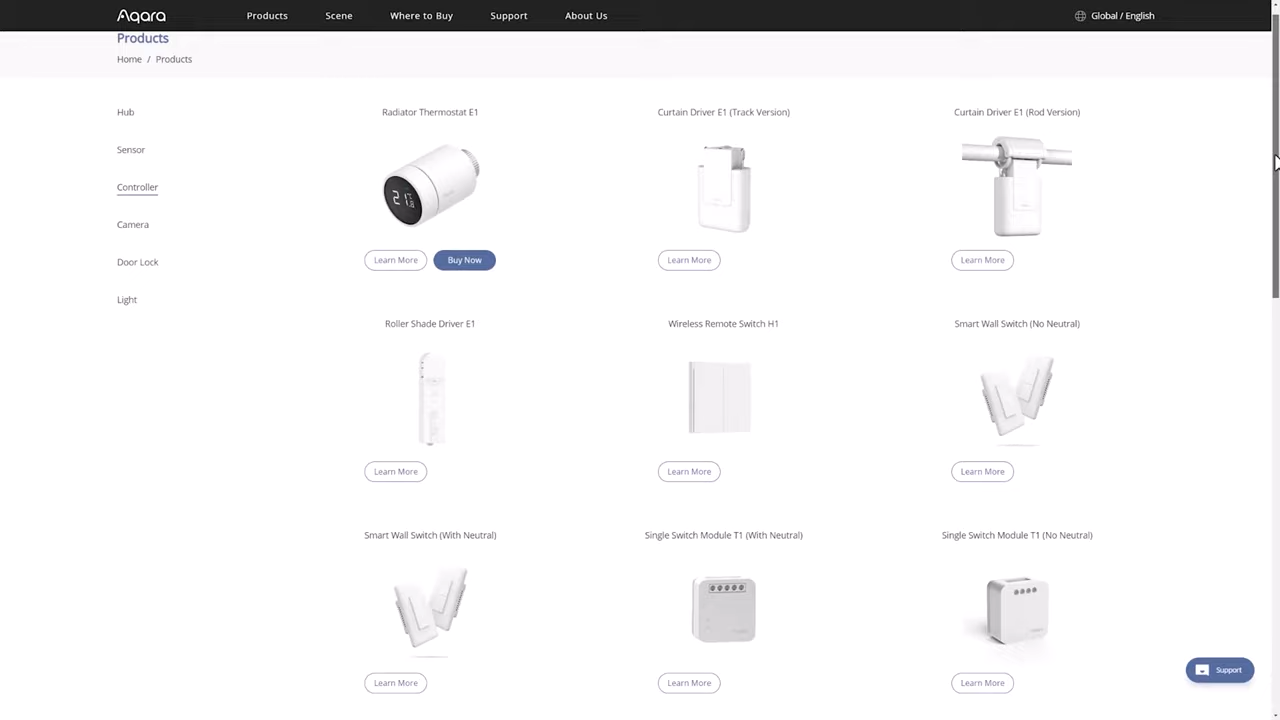 Aqara
Products
Scene
Where to Buy
Support
About Us
Global / English
Products
Home / Products
Hub
Sensor
Controller
Camera
Door Lock
Light
Radiator Thermostat E1
Curtain Driver E1 (Track Version)
Curtain Driver E1 (Rod Version)
21
Learn More
Buy Now
Learn More
Learn More
Roller Shade Driver E1
Wireless Remote Switch H1
Smart Wall Switch (No Neutral)
Learn More
Learn More
Learn More
Smart Wall Switch (With Neutral)
Single Switch Module T1 (With Neutral)
Single Switch Module T1 (No Neutral)
Learn More
Learn More
Learn More
Support